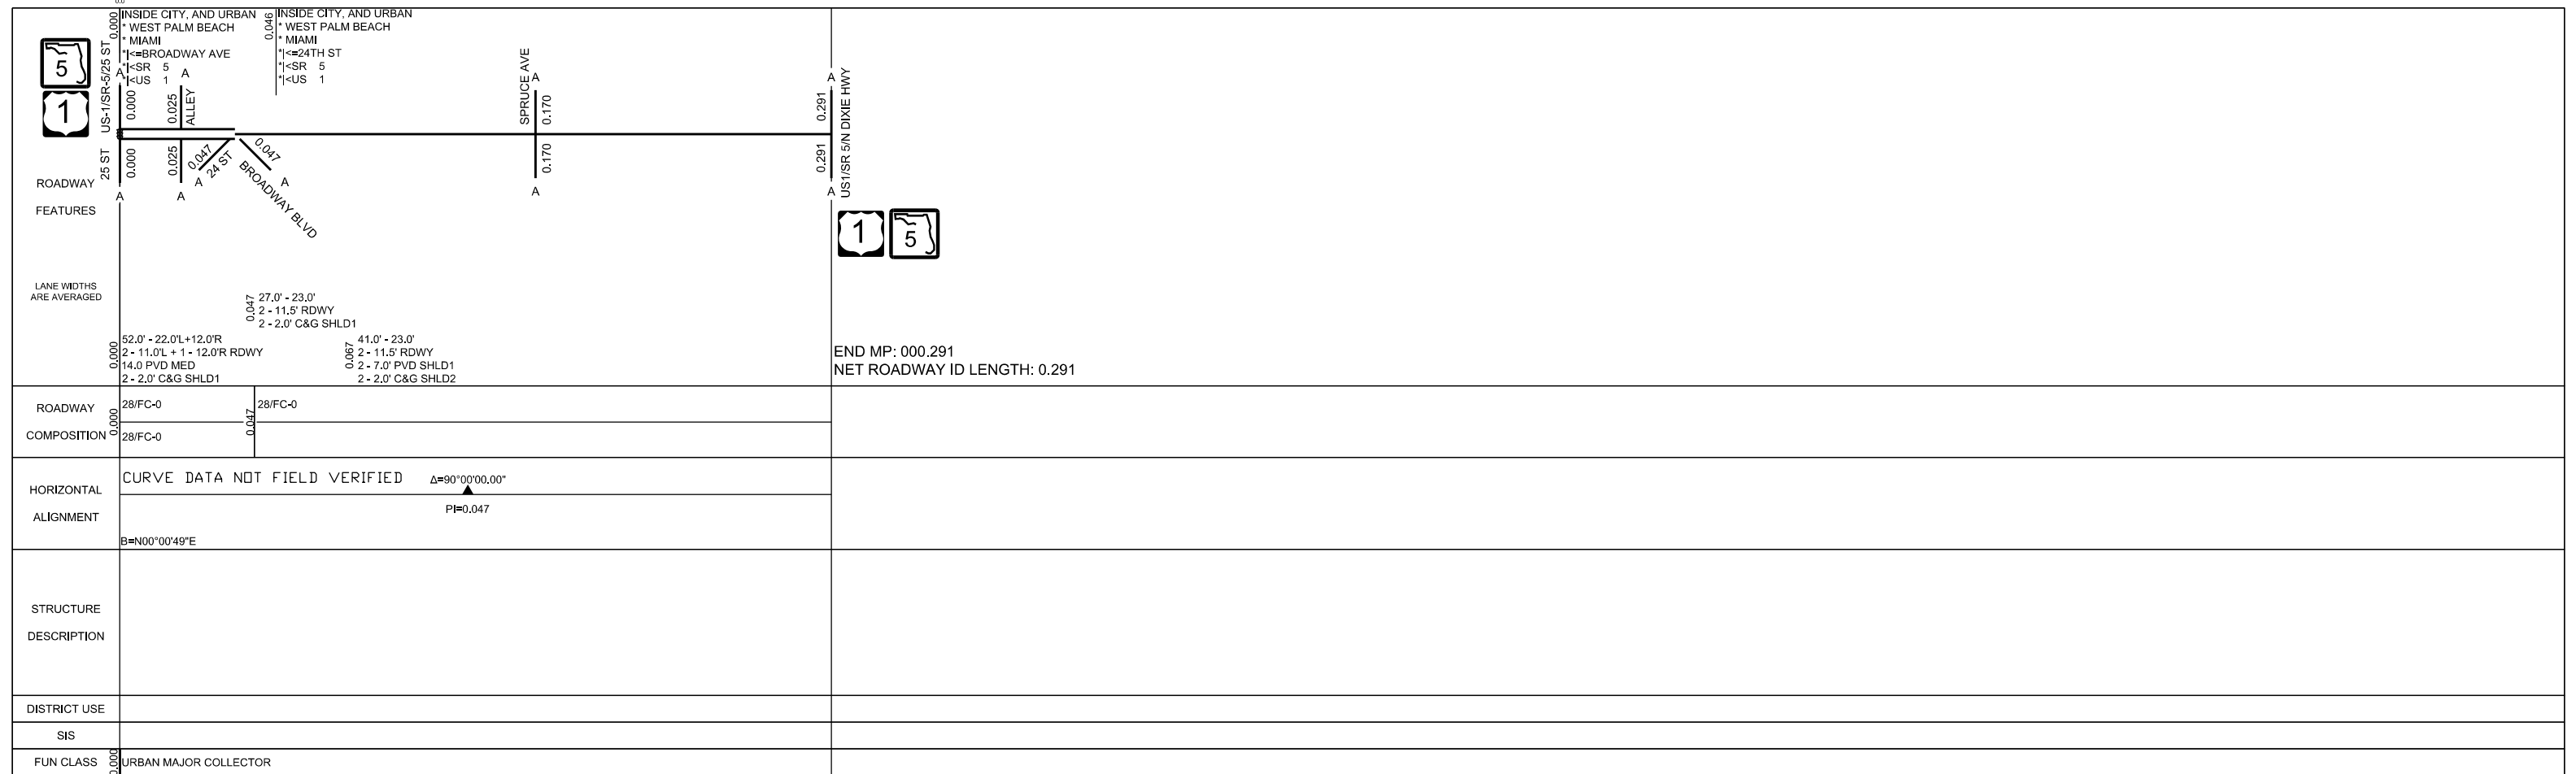 0.000
INSIDE CITY, AND URBAN
* WEST PALM BEACH
* MIAMI
*|<=BROADWAY AVE
*|<SR 5
*|<US 1
0.046
INSIDE CITY, AND URBAN
* WEST PALM BEACH
* MIAMI
*|<=24TH ST
*|<SR 5
*|<US 1
5
1
US-1/SR-5/25 ST
A
0.000
A
0.025
ALLEY
SPRUCE AVE
A
0.170
A
0.291
US1/SR 5/N DIXIE HWY
25 ST
0.000
A
0.025
A
0.047
24 ST
A
0.047
BROADWAY BLVD
A
0.170
A
0.291
A
1
5
ROADWAY
FEATURES
LANE WIDTHS
ARE AVERAGED
0.047
27.0' - 23.0'
2 - 11.5' RDWY
2 - 2.0' C&G SHLD1
0.000
52.0' - 22.0'L+12.0'R
2 - 11.0'L + 1 - 12.0'R RDWY
14.0 PVD MED
2 - 2.0' C&G SHLD1
0.067
41.0' - 23.0'
2 - 11.5' RDWY
2 - 7.0' PVD SHLD1
2 - 2.0' C&G SHLD2
END MP: 000.291
NET ROADWAY ID LENGTH: 0.291
ROADWAY
COMPOSITION
0.000
28/FC-0
28/FC-0
0.047
28/FC-0
HORIZONTAL
ALIGNMENT
CURVE DATA NOT FIELD VERIFIED
Δ=90°00'00.00"
PI=0.047
B=N00°00'49"E
STRUCTURE
DESCRIPTION
DISTRICT USE
SIS
FUN CLASS
0.000
URBAN MAJOR COLLECTOR